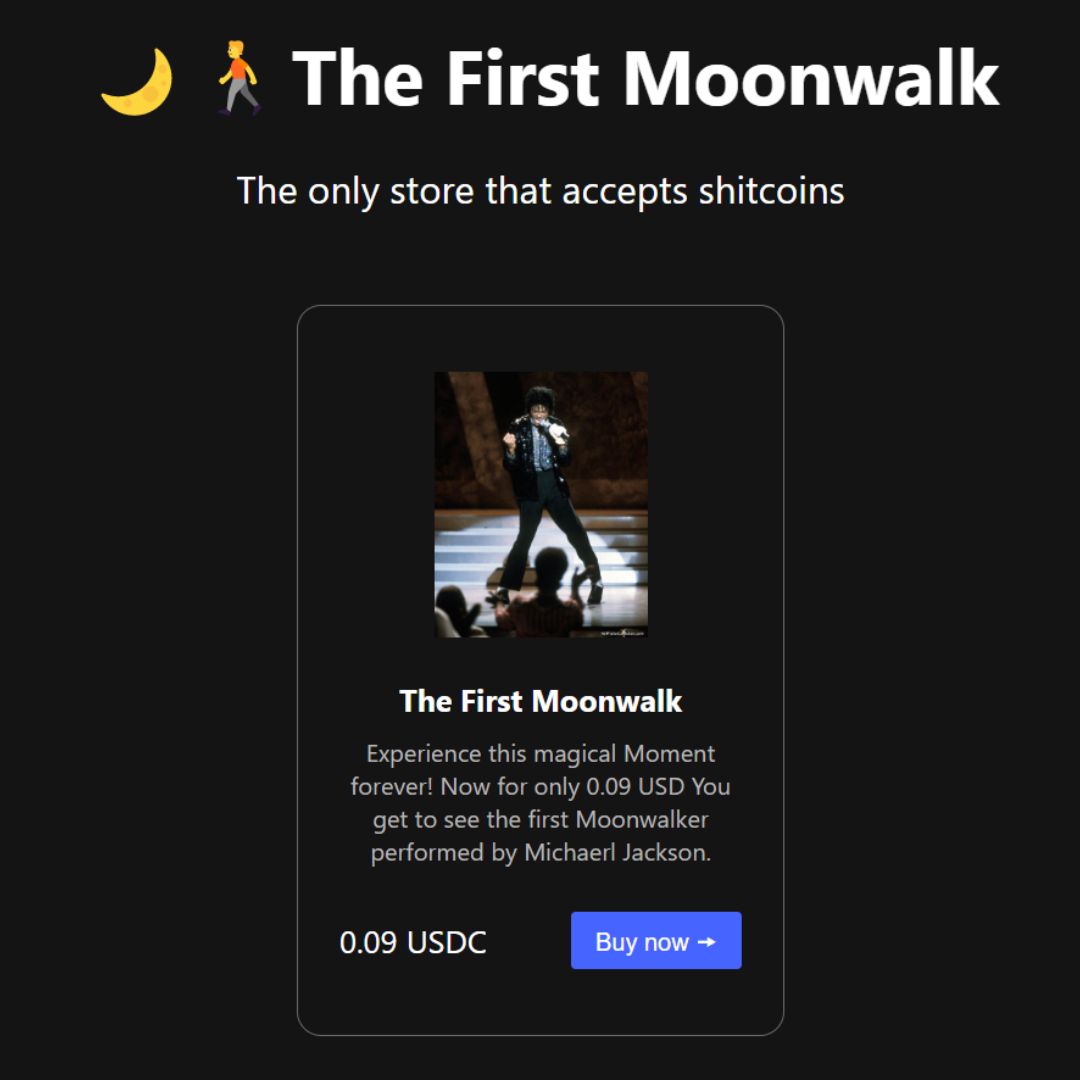 🌙 🚶 The First Moonwalk
The only store that accepts shitcoins
The First Moonwalk
Experience this magical Moment
forever! Now for only 0.09 USD You
get to see the first Moonwalker
performed by Michaerl Jackson.
0.09 USDC
Buy now →